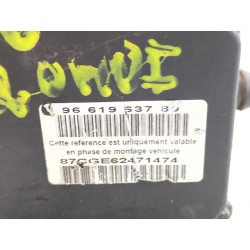 96 619 537 80
Cette reference est uniquement valable
en phase de montage vehicule
87CGE62471474